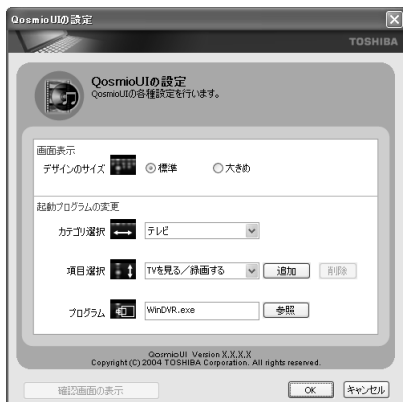 QosmioUIの設定
TOSHIBA
QosmioUIの設定
QosmioUIの各種設定を行います。
画面表示
デザインのサイズ 標準 大きめ
起動プログラムの変更
カテゴリ選択 テレビ
項目選択 TVを見る／録画する 追加 削除
プログラム WinDVR.exe 参照
QosmioUI Version X.X.X.X
Copyright (C) 2004 TOSHIBA Corporation. All rights reserved.
確認画面の表示 OK キャンセル